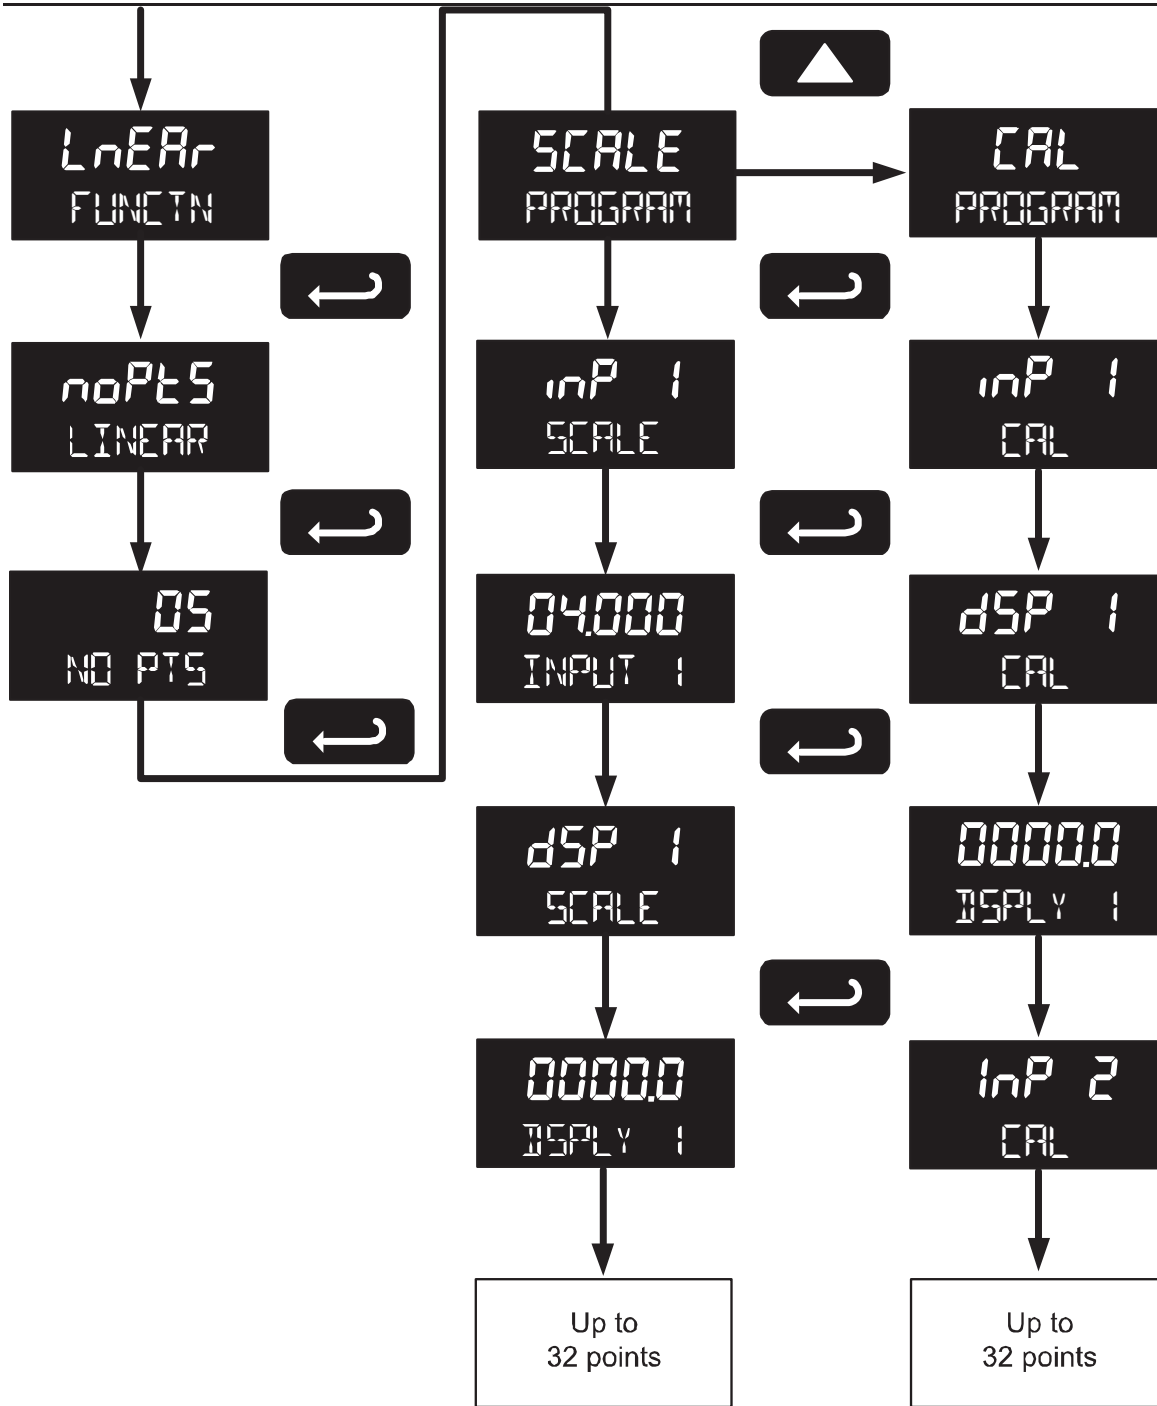 LnEAr
FUNCTN
noPtS
LINEAR
05
NO PTS
SCALE
PROGRAM
inP 1
SCALE
04.000
INPUT 1
dSP 1
SCALE
0000.0
DSPLY 1
Up to
32 points
CAL
PROGRAM
inP 1
CAL
dSP 1
CAL
0000.0
DSPLY 1
InP 2
CAL
Up to
32 points